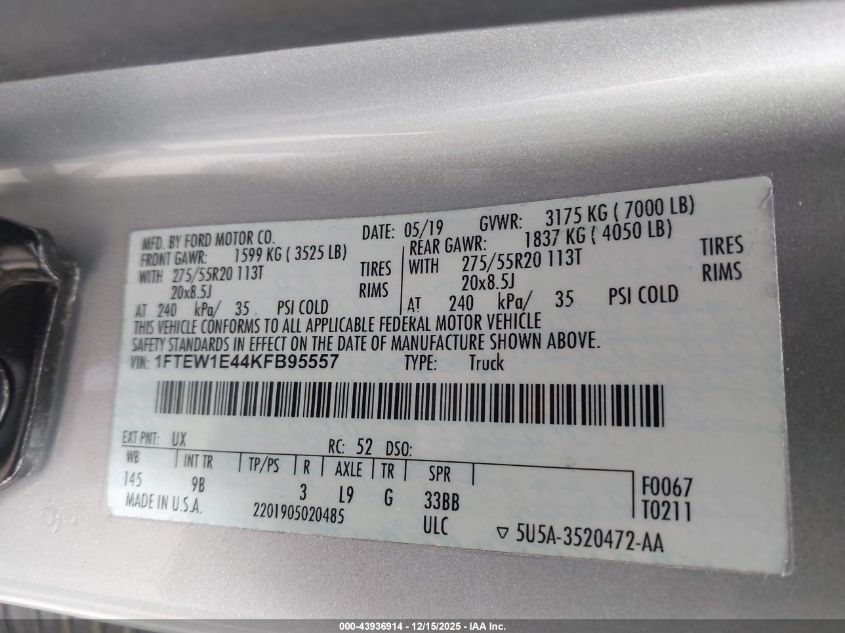 MFD. BY FORD MOTOR CO. DATE: 05/19 GVWR: 3175 KG ( 7000 LB)
FRONT GAWR: 1599 KG ( 3525 LB) REAR GAWR: 1837 KG ( 4050 LB)
WITH 275/55R20 113T TIRES WITH 275/55R20 113T TIRES
20x8.5J RIMS 20x8.5J RIMS
AT 240 kPa/ 35 PSI COLD AT 240 kPa/ 35 PSI COLD
THIS VEHICLE CONFORMS TO ALL APPLICABLE FEDERAL MOTOR VEHICLE
SAFETY STANDARDS IN EFFECT ON THE DATE OF MANUFACTURE SHOWN ABOVE.
VIN: 1FTEW1E44KFB95557 TYPE: Truck
EXT PNT: UX RC: 52 DSO:
WB INT TR TP/PS R AXLE TR SPR F0067
145 9B 3 L9 G 33BB T0211
MADE IN U.S.A. 2201905020485 ULC ▽ 5U5A-3520472-AA
000-43936914 - 12/15/2025 - IAA Inc.